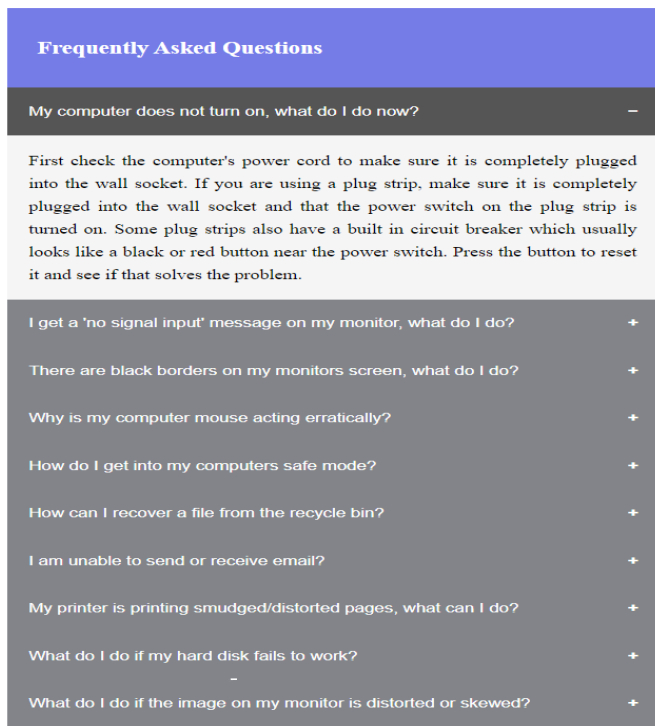 Frequently Asked Questions
My computer does not turn on, what do I do now? −
First check the computer's power cord to make sure it is completely plugged
into the wall socket. If you are using a plug strip, make sure it is completely
plugged into the wall socket and that the power switch on the plug strip is
turned on. Some plug strips also have a built in circuit breaker which usually
looks like a black or red button near the power switch. Press the button to reset
it and see if that solves the problem.
I get a 'no signal input' message on my monitor, what do I do? +
There are black borders on my monitors screen, what do I do? +
Why is my computer mouse acting erratically? +
How do I get into my computers safe mode? +
How can I recover a file from the recycle bin? +
I am unable to send or receive email? +
My printer is printing smudged/distorted pages, what can I do? +
What do I do if my hard disk fails to work? +
-
What do I do if the image on my monitor is distorted or skewed? +